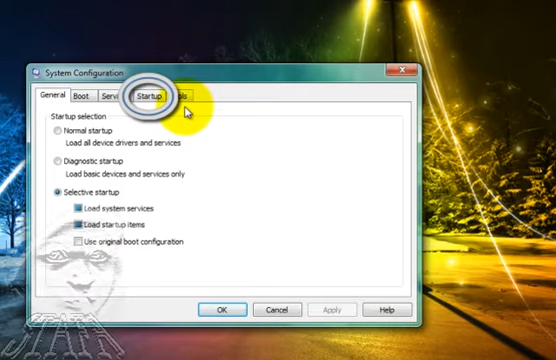 System Configuration
General Boot Startup
Startup selection
Normal startup
Load all device drivers and services
Diagnostic startup
Load basic devices and services only
Selective startup
Load system services
Load startup items
Use original boot configuration
OK Cancel Apply Help